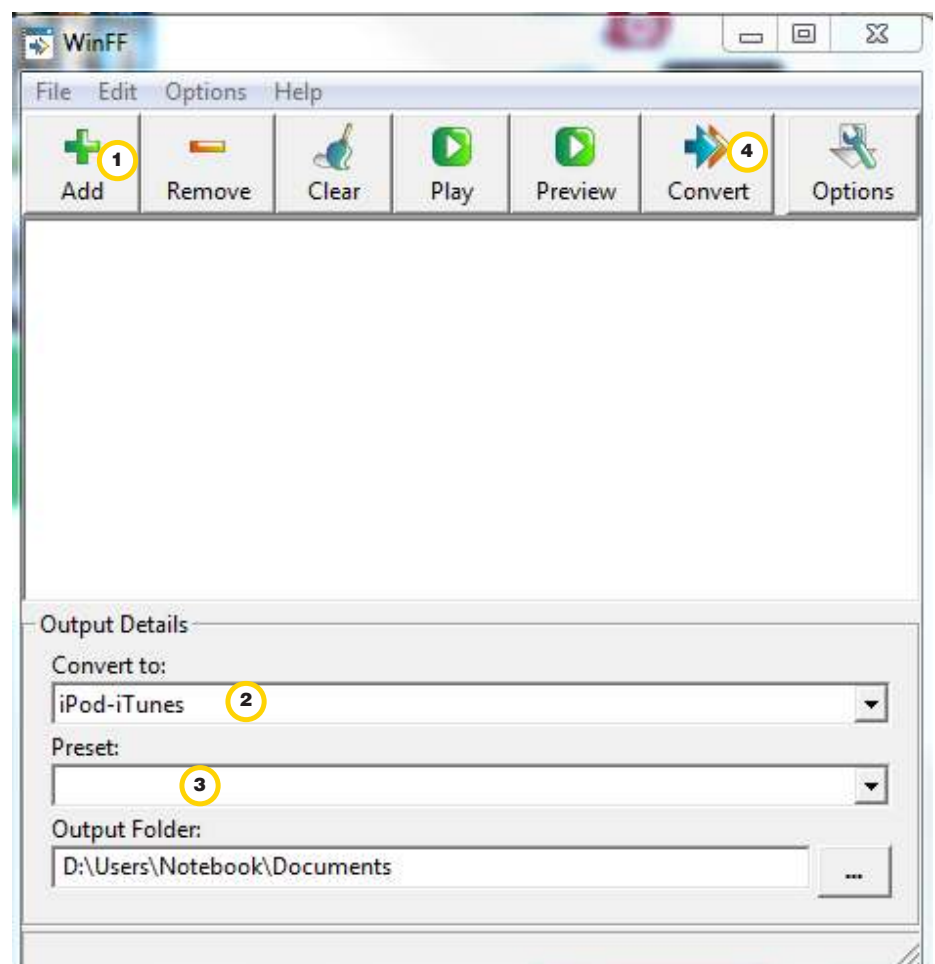 WinFF
File Edit Options Help
1 4
Add Remove Clear Play Preview Convert Options
Output Details
Convert to:
iPod-iTunes 2
Preset:
3
Output Folder:
D:\Users\Notebook\Documents ...